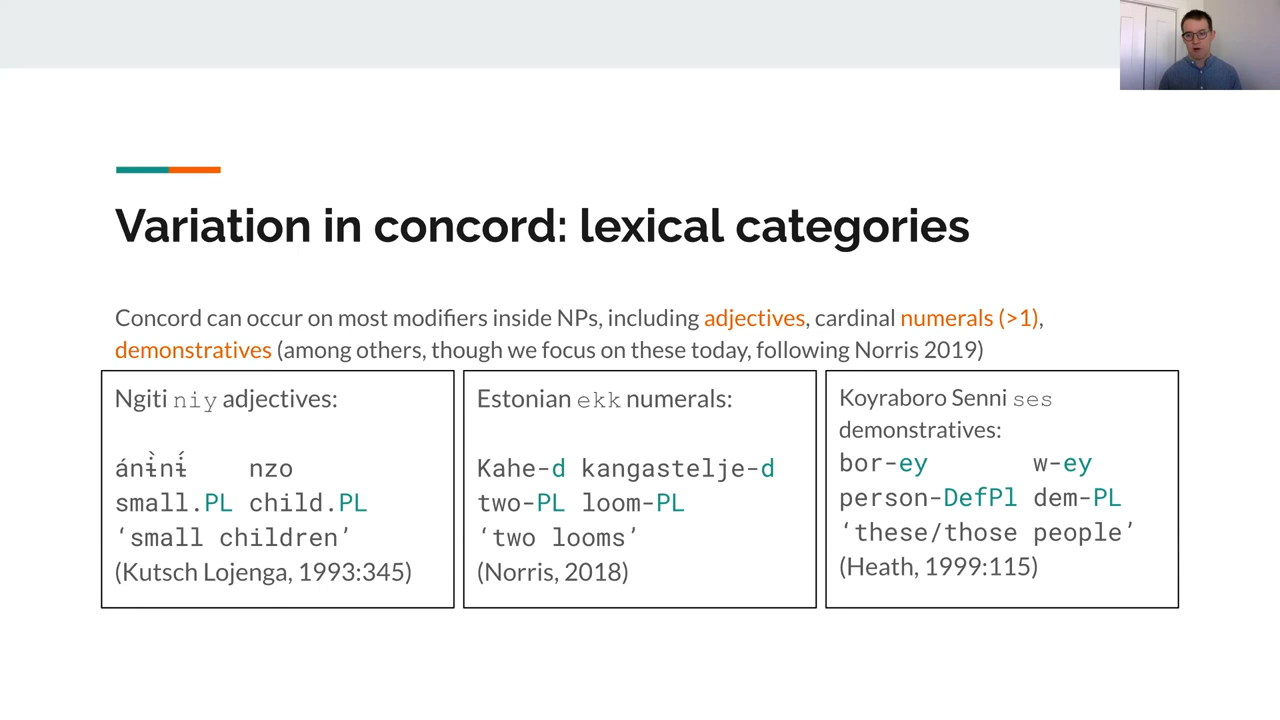 Variation in concord: lexical categories
Concord can occur on most modifiers inside NPs, including adjectives, cardinal numerals (>1),
demonstratives (among others, though we focus on these today, following Norris 2019)
Ngiti niy adjectives:
ánɨ̀nɨ́ nzo
small.PL child.PL
‘small children’
(Kutsch Lojenga, 1993:345)
Estonian ekk numerals:
Kahe-d kangastelje-d
two-PL loom-PL
‘two looms’
(Norris, 2018)
Koyraboro Senni ses
demonstratives:
bor-ey w-ey
person-DefPl dem-PL
‘these/those people’
(Heath, 1999:115)